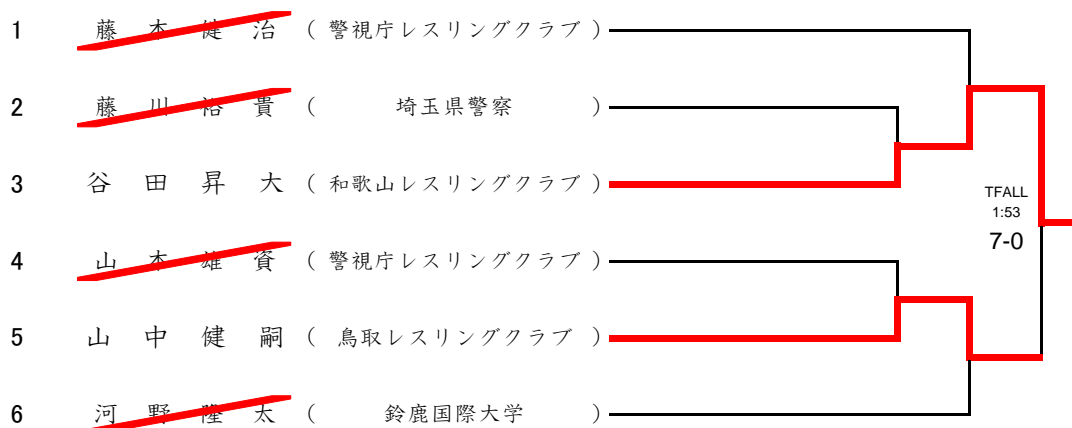 1 藤本健治 (警視庁レスリングクラブ)
2 藤川裕貴 (埼玉県警察)
3 谷田昇大 (和歌山レスリングクラブ)
TFALL
1:53
7-0
4 山本雄資 (警視庁レスリングクラブ)
5 山中健嗣 (鳥取レスリングクラブ)
6 河野隆太 (鈴鹿国際大学)